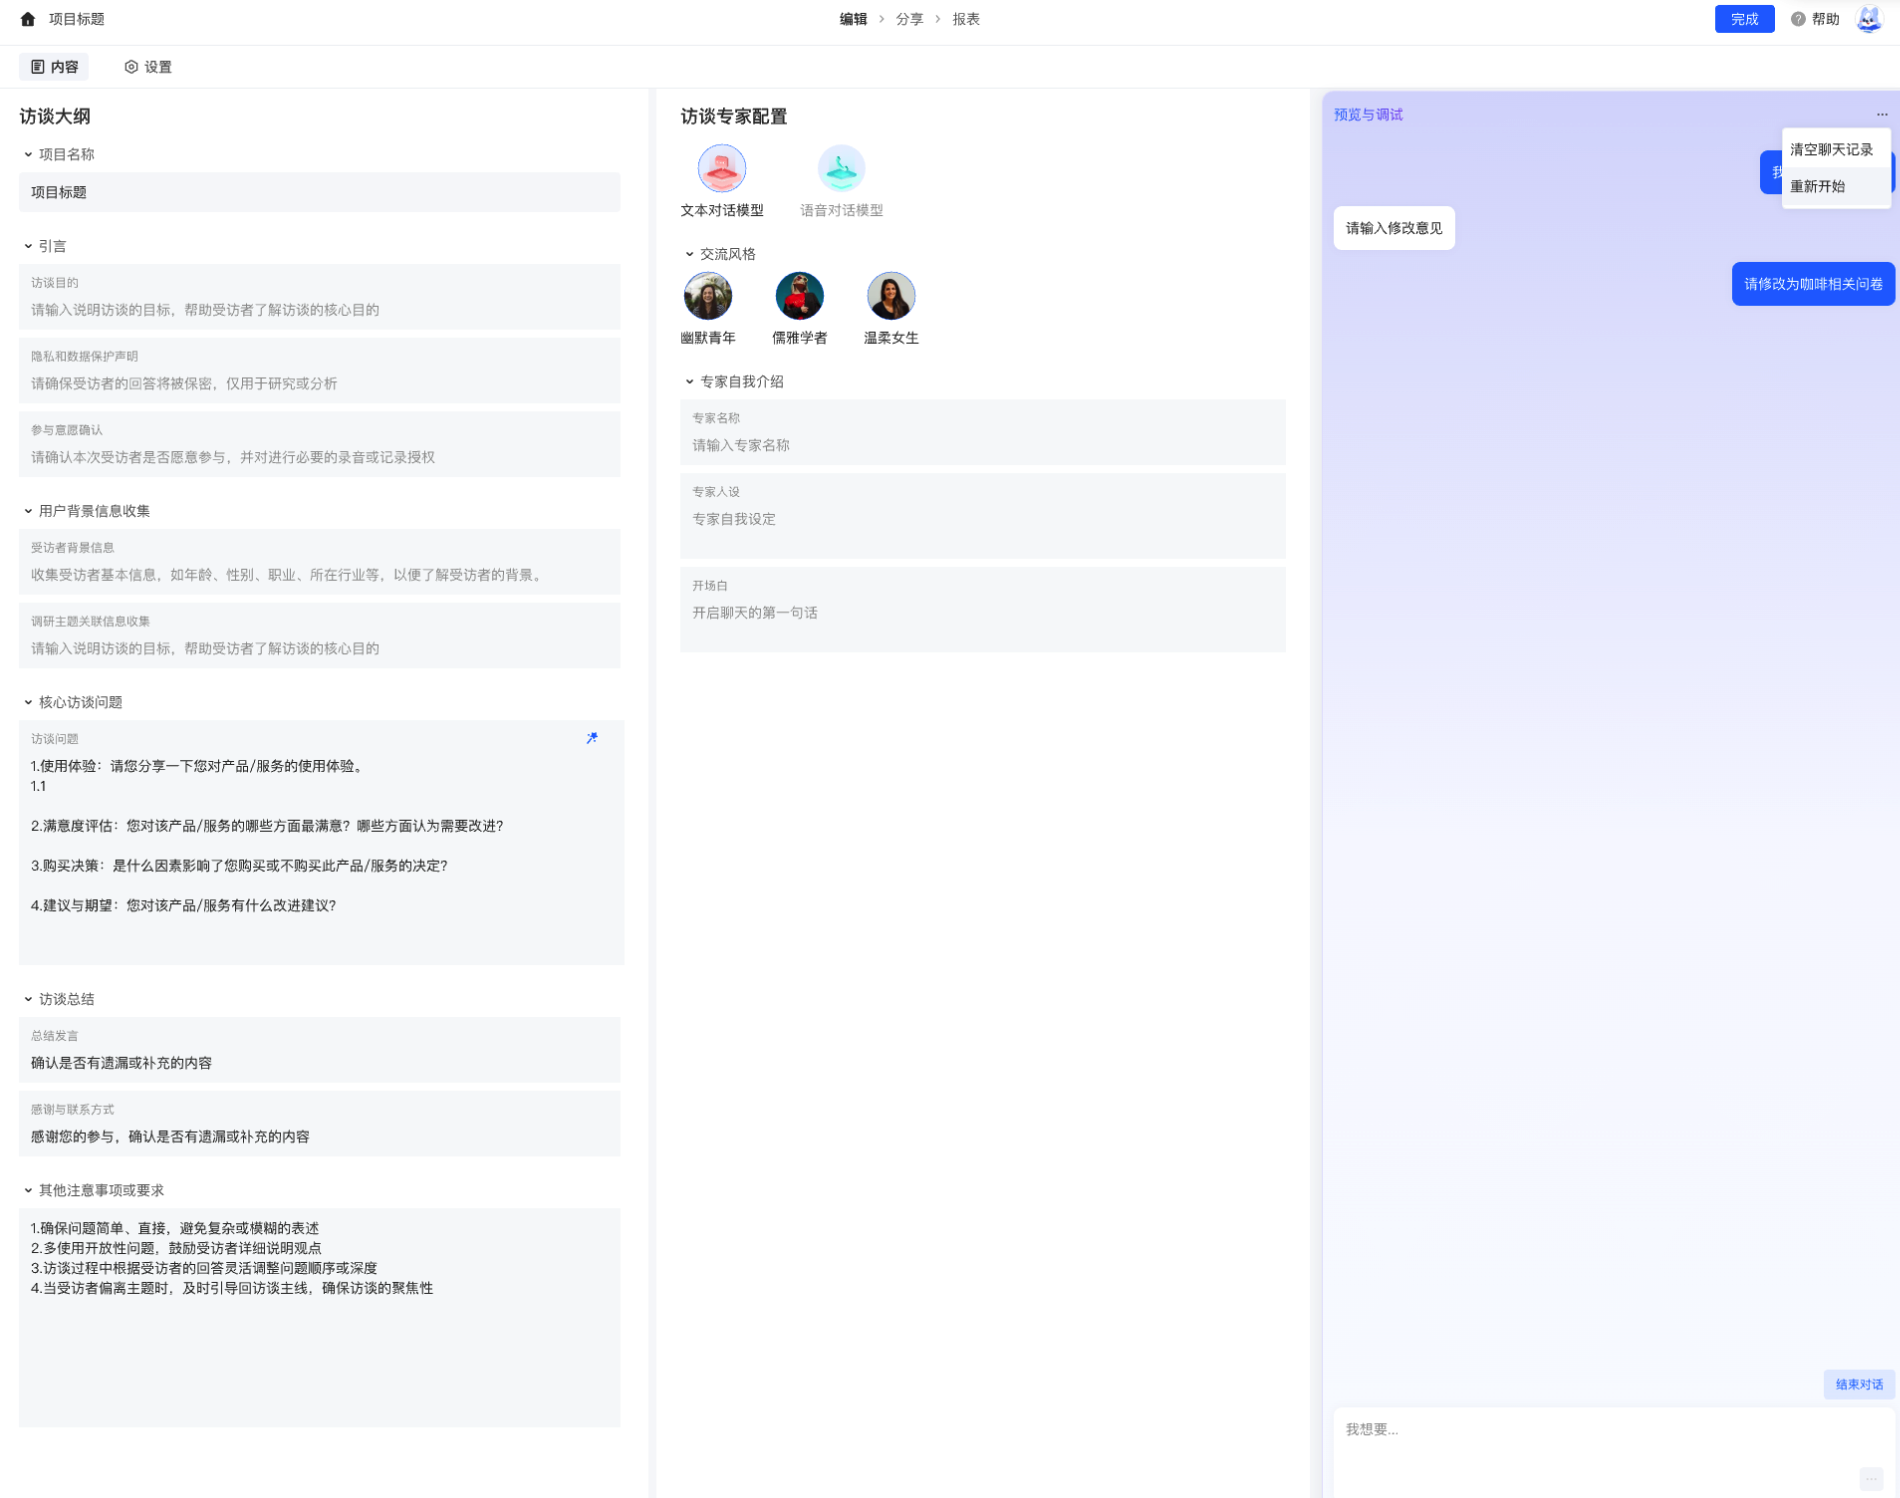 项目标题
编辑 > 分享 > 报表
完成
帮助
内容
设置
访谈大纲
项目名称
项目标题
引言
访谈目的
请输入说明访谈的目标，帮助受访者了解访谈的核心目的
隐私和数据保护声明
请确保受访者的回答将被保密，仅用于研究或分析
参与意愿确认
请确认本次受访者是否愿意参与，并对进行必要的录音或记录授权
用户背景信息收集
受访者背景信息
收集受访者基本信息，如年龄、性别、职业、所在行业等，以便了解受访者的背景。
调研主题关联信息收集
请输入说明访谈的目标，帮助受访者了解访谈的核心目的
核心访谈问题
访谈问题
1.使用体验：请您分享一下您对产品/服务的使用体验。
1.1
2.满意度评估：您对该产品/服务的哪些方面最满意？哪些方面认为需要改进？
3.购买决策：是什么因素影响了您购买或不购买此产品/服务的决定？
4.建议与期望：您对该产品/服务有什么改进建议？
访谈总结
总结发言
确认是否有遗漏或补充的内容
感谢与联系方式
感谢您的参与，确认是否有遗漏或补充的内容
其他注意事项或要求
1.确保问题简单、直接，避免复杂或模糊的表述
2.多使用开放性问题，鼓励受访者详细说明观点
3.访谈过程中根据受访者的回答灵活调整问题顺序或深度
4.当受访者偏离主题时，及时引导回访谈主线，确保访谈的聚焦性
访谈专家配置
文本对话模型
语音对话模型
交流风格
幽默青年
儒雅学者
温柔女生
专家自我介绍
专家名称
请输入专家名称
专家人设
专家自我设定
开场白
开启聊天的第一句话
预览与调试
清空聊天记录
重新开始
请输入修改意见
请修改为咖啡相关问卷
结束对话
我想要...